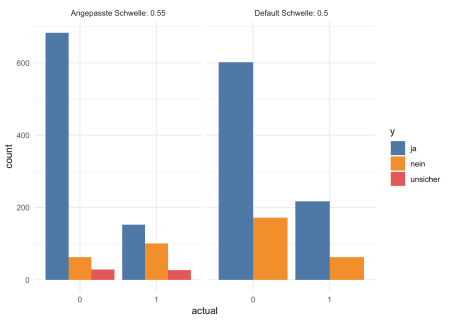 Angepasste Schwelle: 0.55
Default Schwelle: 0.5
600
400
200
0
count
0
1
0
1
actual
y
ja
nein
unsicher